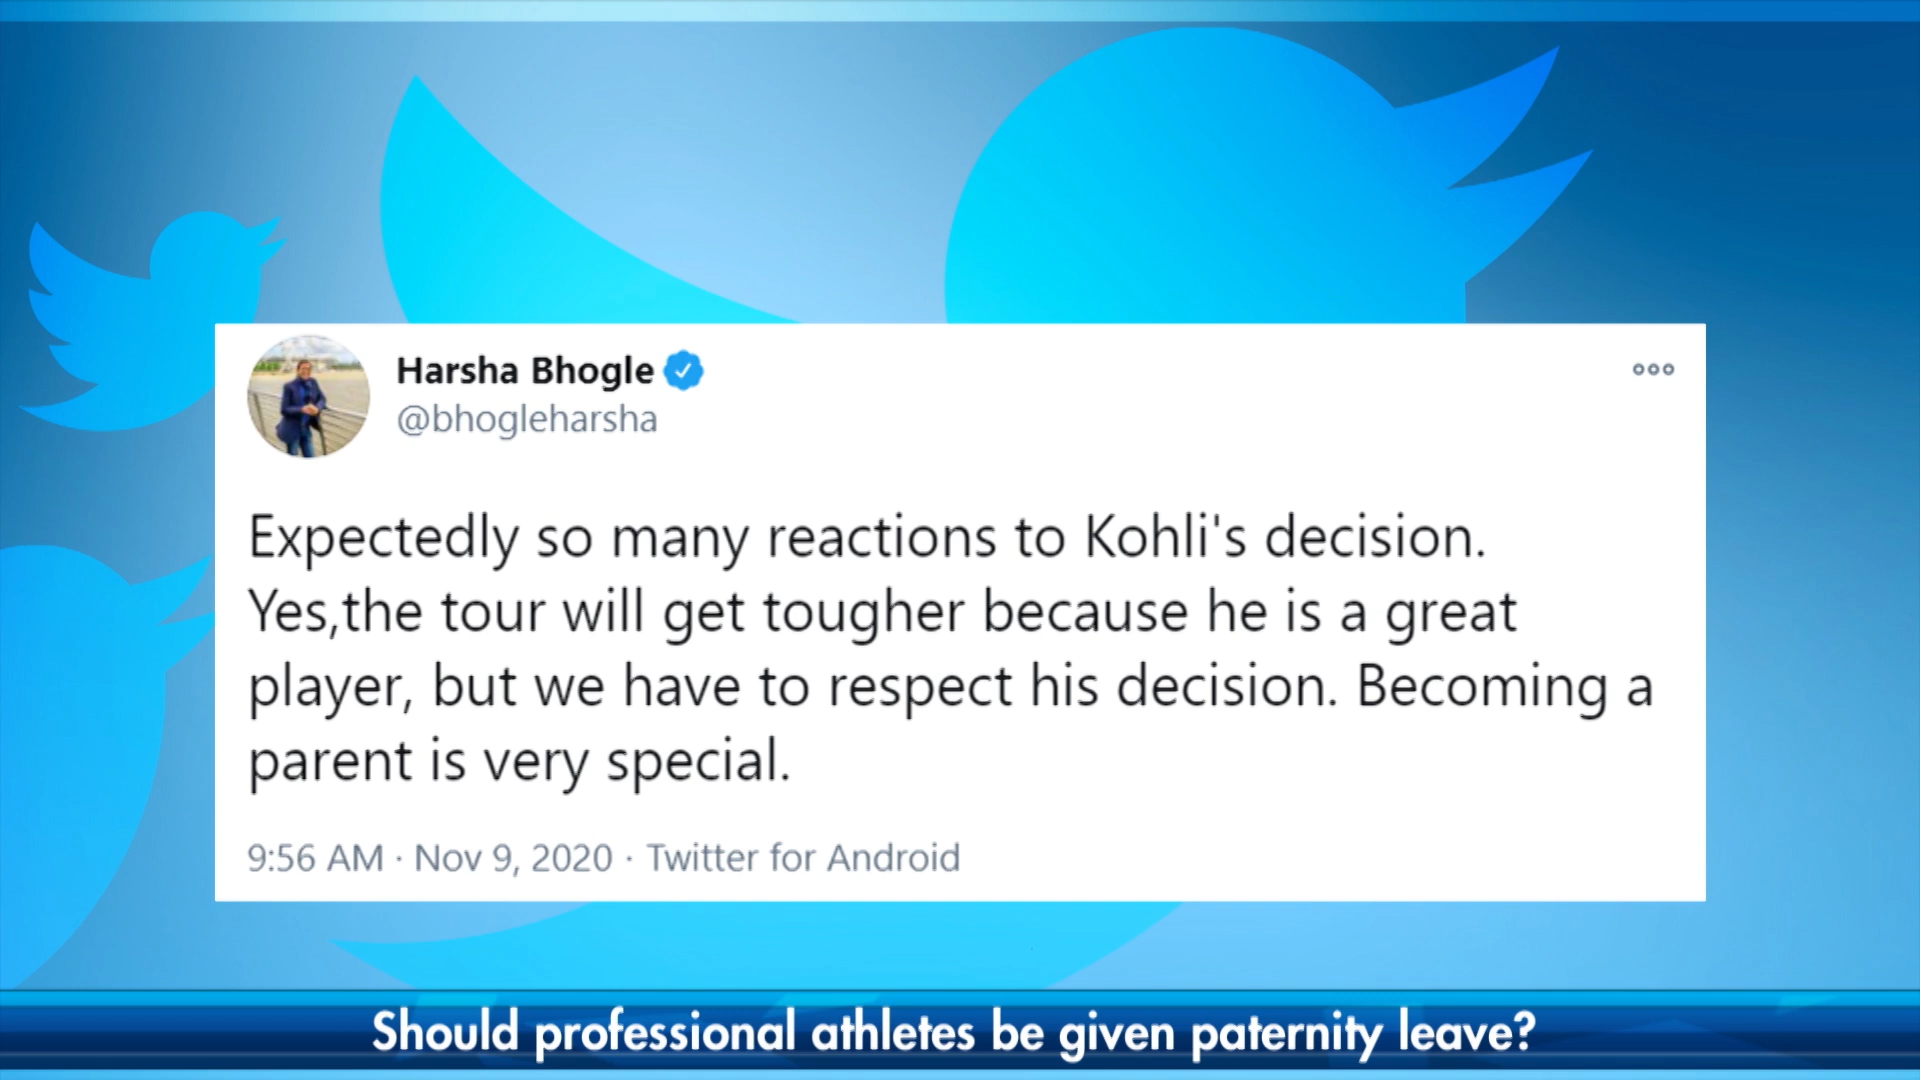 Harsha Bhogle
@bhogleharsha
Expectedly so many reactions to Kohli's decision.
Yes,the tour will get tougher because he is a great
player, but we have to respect his decision. Becoming a
parent is very special.
9:56 AM · Nov 9, 2020 · Twitter for Android
Should professional athletes be given paternity leave?